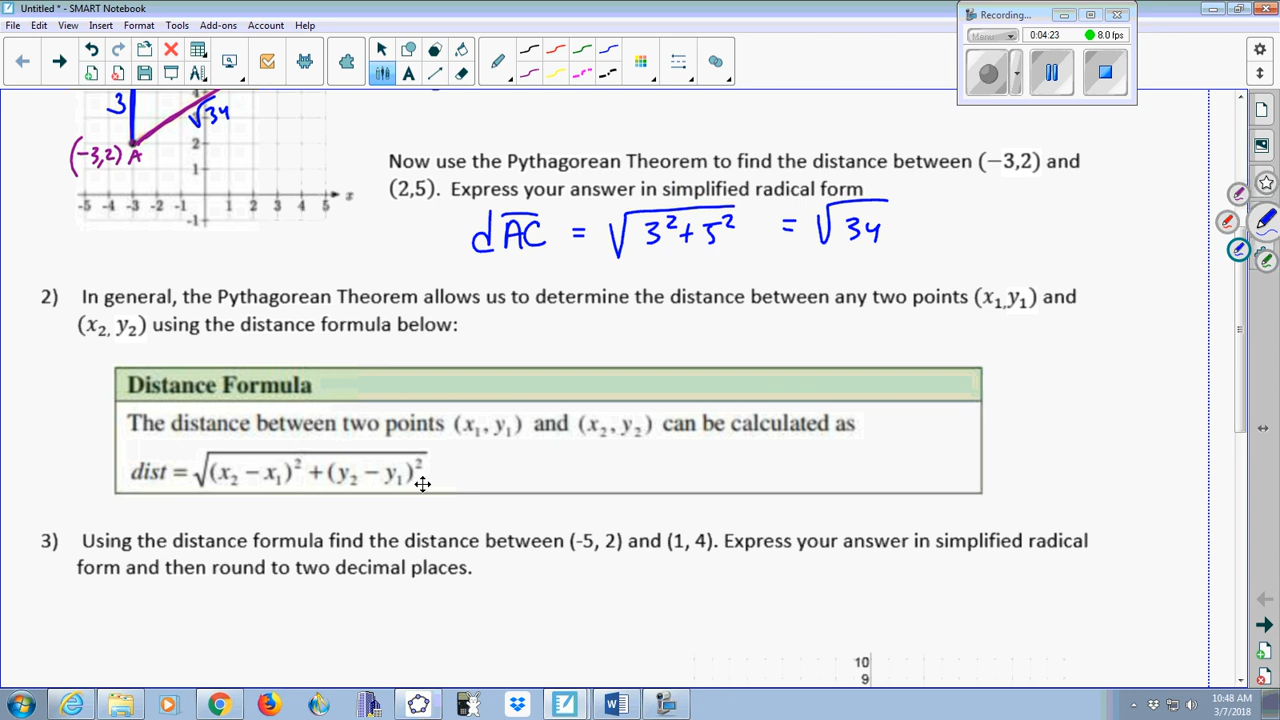 Untitled * - SMART Notebook
File Edit View Insert Format Tools Add-ons Account Help
Recording...
Menu
0:04:23
8.0 fps
3
√34
4
(-3,2) A
2
1
-5 -4 -3 -2 -1 1 2 3 4 5 x
-1
Now use the Pythagorean Theorem to find the distance between (−3,2) and
(2,5). Express your answer in simplified radical form
d AC = √3²+5² = √34
2) In general, the Pythagorean Theorem allows us to determine the distance between any two points (x₁,y₁) and
(x₂, y₂) using the distance formula below:
Distance Formula
The distance between two points (x₁, y₁) and (x₂, y₂) can be calculated as
dist = √(x₂ − x₁)² + (y₂ − y₁)²
3) Using the distance formula find the distance between (-5, 2) and (1, 4). Express your answer in simplified radical
form and then round to two decimal places.
10
9
10:48 AM
3/7/2018